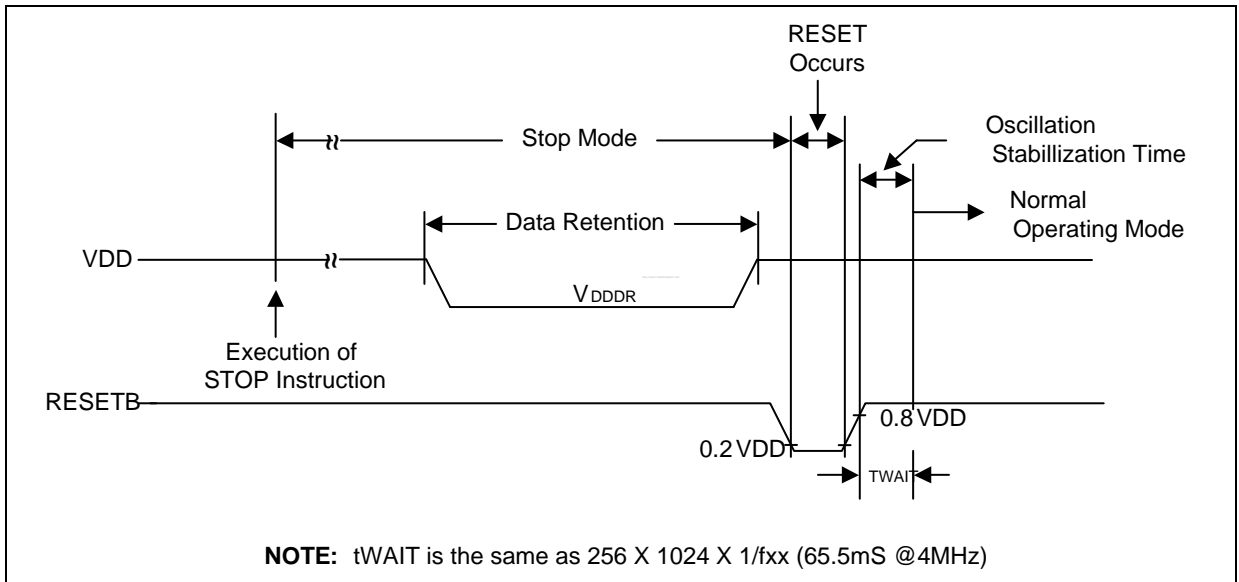 RESET
Occurs
Stop Mode
Oscillation
Stabillization Time
Data Retention
Normal
Operating Mode
VDD
VDDDR
Execution of
STOP Instruction
RESETB
0.8 VDD
0.2 VDD
TWAIT
NOTE: tWAIT is the same as 256 X 1024 X 1/fxx (65.5mS @4MHz)